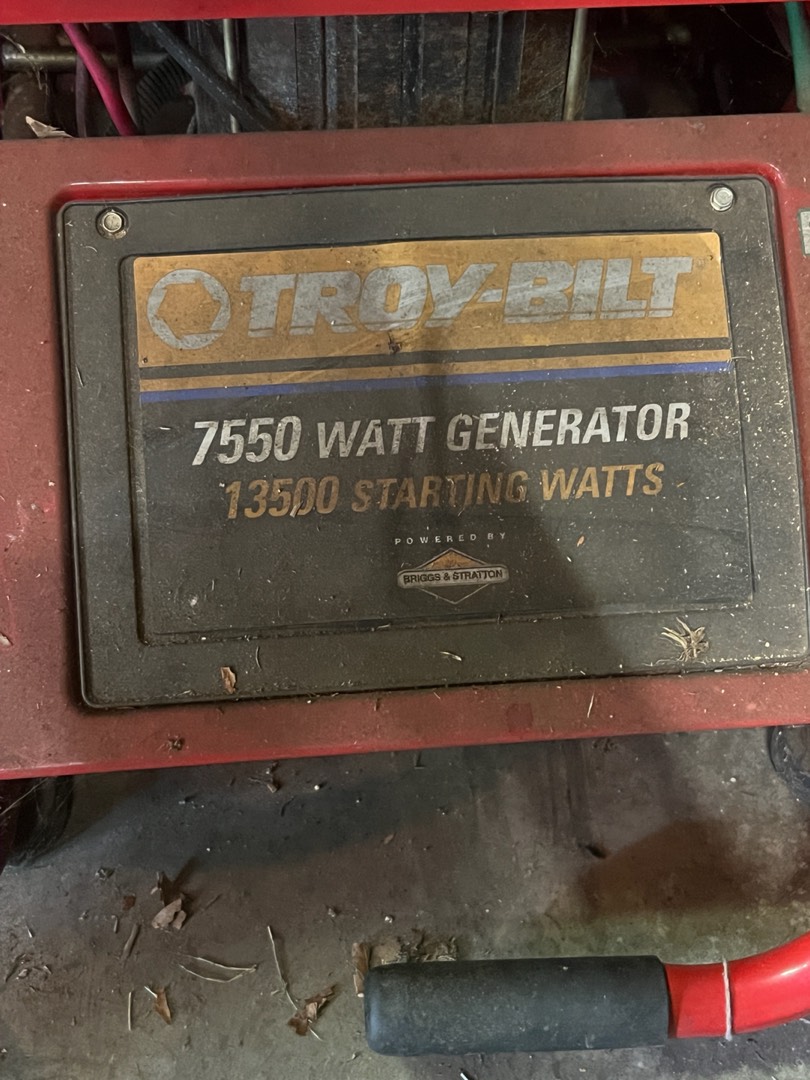 TROY-BILT
7550 WATT GENERATOR
13500 STARTING WATTS
POWERED BY
BRIGGS & STRATTON